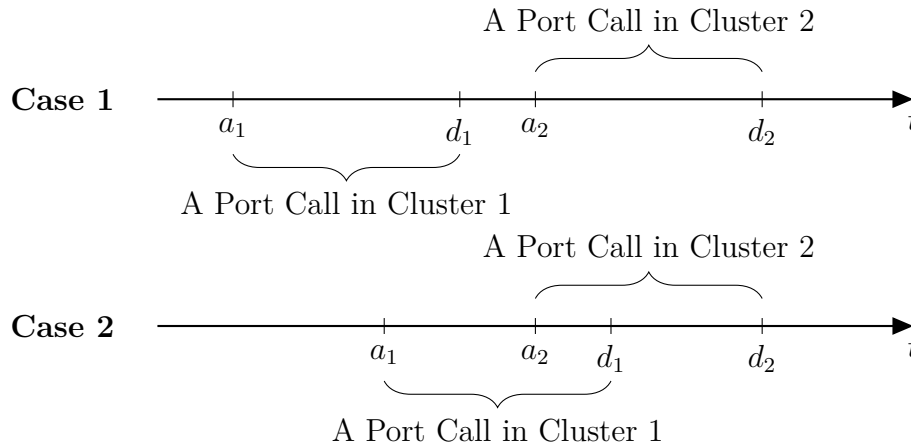 A Port Call in Cluster 2
Case 1
a₁ d₁ a₂ d₂ t
A Port Call in Cluster 1
A Port Call in Cluster 2
Case 2
a₁ a₂ d₁ d₂ t
A Port Call in Cluster 1